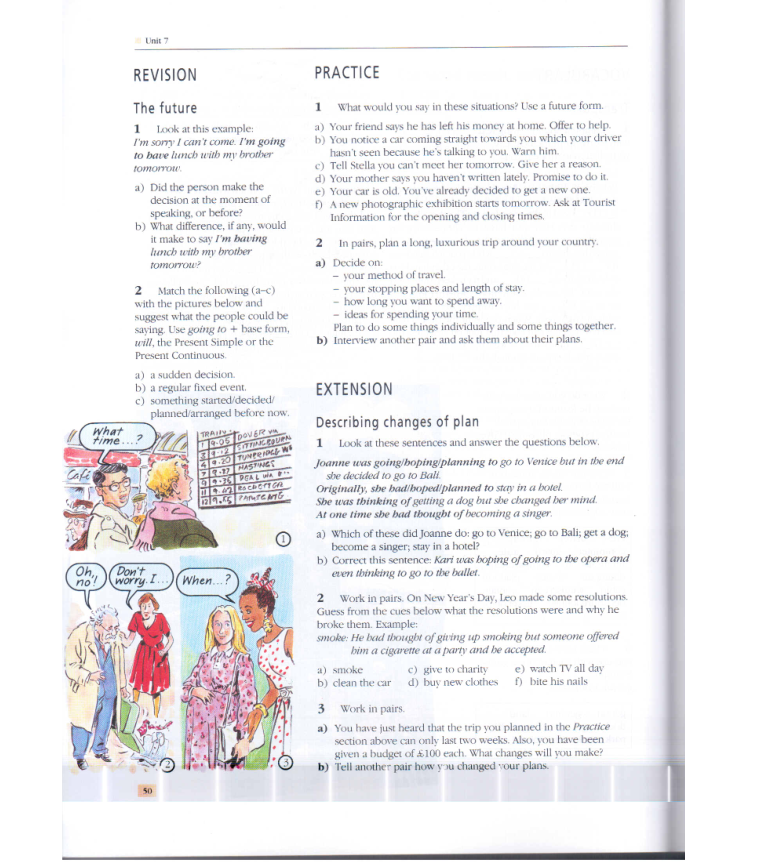 Unit 7
REVISION
The future
1 Look at this example:
I'm sorry I can't come. I'm going
to have lunch with my brother
tomorrow.
a) Did the person make the
decision at the moment of
speaking, or before?
b) What difference, if any, would
it make to say I'm having
lunch with my brother
tomorrow?
2 Match the following (a–c)
with the pictures below and
suggest what the people could be
saying. Use going to + base form,
will, the Present Simple or the
Present Continuous.
a) a sudden decision.
b) a regular fixed event.
c) something started/decided/
planned/arranged before now.
What
time...?
Café
TRAINS
1 9.05 DOVER VIA
3 9.12 SITTINGBOURN
4 9.20 TUNBRIDGE
HASTINGS
DEAL VIA
ROCHESTER
1
Oh,
no!
Don't
worry. I...
When...?
2
3
50
PRACTICE
1 What would you say in these situations? Use a future form.
a) Your friend says he has left his money at home. Offer to help.
b) You notice a car coming straight towards you which your driver
hasn't seen because he's talking to you. Warn him.
c) Tell Stella you can't meet her tomorrow. Give her a reason.
d) Your mother says you haven't written lately. Promise to do it.
e) Your car is old. You've already decided to get a new one.
f) A new photographic exhibition starts tomorrow. Ask at Tourist
Information for the opening and closing times.
2 In pairs, plan a long, luxurious trip around your country.
a) Decide on:
– your method of travel.
– your stopping places and length of stay.
– how long you want to spend away.
– ideas for spending your time.
Plan to do some things individually and some things together.
b) Interview another pair and ask them about their plans.
EXTENSION
Describing changes of plan
1 Look at these sentences and answer the questions below.
Joanne was going/hoping/planning to go to Venice but in the end
she decided to go to Bali.
Originally, she had/hoped/planned to stay in a hotel.
She was thinking of getting a dog but she changed her mind.
At one time she had thought of becoming a singer.
a) Which of these did Joanne do: go to Venice; go to Bali; get a dog;
become a singer; stay in a hotel?
b) Correct this sentence: Kari was hoping of going to the opera and
even thinking to go to the ballet.
2 Work in pairs. On New Year's Day, Leo made some resolutions.
Guess from the cues below what the resolutions were and why he
broke them. Example:
smoke: He had thought of giving up smoking but someone offered
him a cigarette at a party and he accepted.
a) smoke c) give to charity e) watch TV all day
b) clean the car d) buy new clothes f) bite his nails
3 Work in pairs.
a) You have just heard that the trip you planned in the Practice
section above can only last two weeks. Also, you have been
given a budget of £100 each. What changes will you make?
b) Tell another pair how you changed your plans.